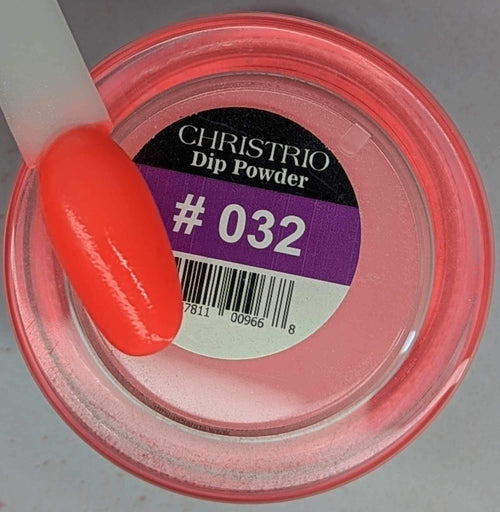 CHRISTRIO
Dip Powder
# 032
7811 00966 8